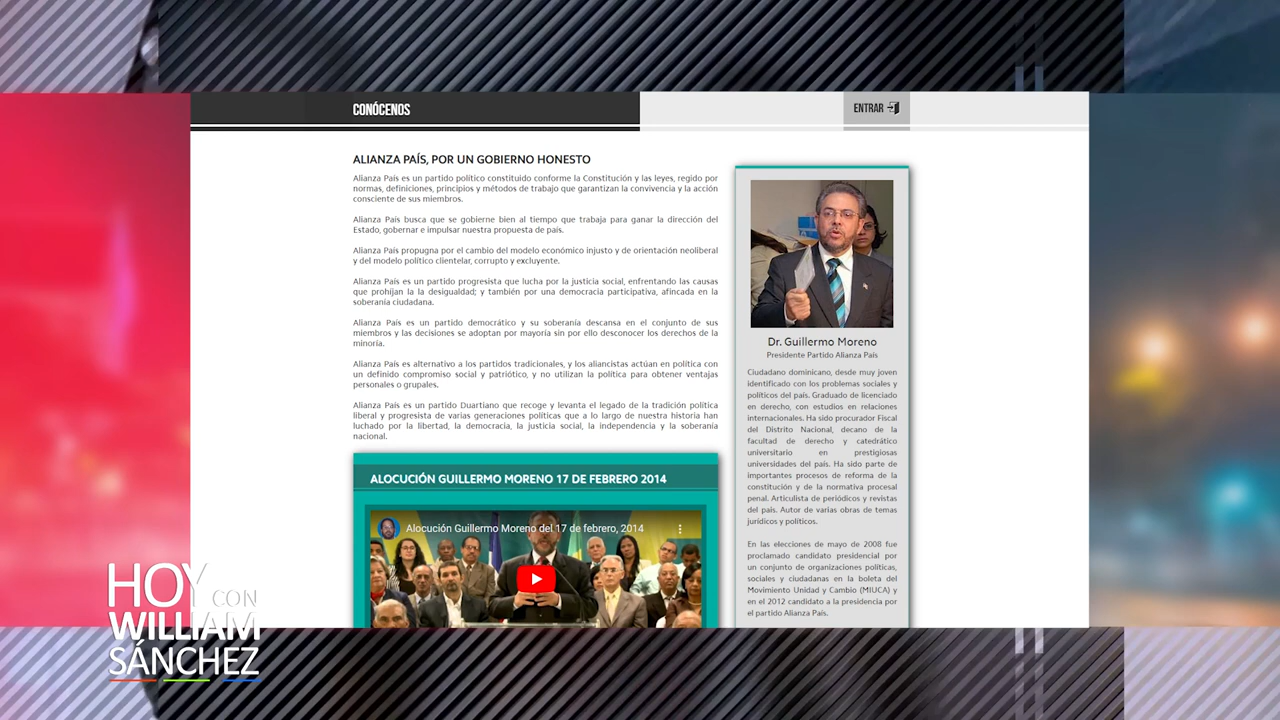 CONÓCENOS
ENTRAR
ALIANZA PAÍS, POR UN GOBIERNO HONESTO
Alianza País es un partido político constituido conforme la Constitución y las leyes, regido por
normas, definiciones, principios y métodos de trabajo que garantizan la convivencia y la acción
consciente de sus miembros.
Alianza País busca que se gobierne bien al tiempo que trabaja para ganar la dirección del
Estado, gobernar e impulsar nuestra propuesta de país.
Alianza País propugna por el cambio del modelo económico injusto y de orientación neoliberal
y del modelo político clientelar, corrupto y excluyente.
Alianza País es un partido progresista que lucha por la justicia social, enfrentando las causas
que prohíjan la la desigualdad; y también por una democracia participativa, afincada en la
soberanía ciudadana.
Alianza País es un partido democrático y su soberanía descansa en el conjunto de sus
miembros y las decisiones se adoptan por mayoría sin por ello desconocer los derechos de la
minoría.
Alianza País es alternativo a los partidos tradicionales, y los aliancistas actúan en política con
un definido compromiso social y patriótico, y no utilizan la política para obtener ventajas
personales o grupales.
Alianza País es un partido Duartiano que recoge y levanta el legado de la tradición política
liberal y progresista de varias generaciones políticas que a lo largo de nuestra historia han
luchado por la libertad, la democracia, la justicia social, la independencia y la soberanía
nacional.
ALOCUCIÓN GUILLERMO MORENO 17 DE FEBRERO 2014
Alocución Guillermo Moreno del 17 de febrero, 2014
Dr. Guillermo Moreno
Presidente Partido Alianza País
Ciudadano dominicano, desde muy joven
identificado con los problemas sociales y
políticos del país. Graduado de licenciado
en derecho, con estudios en relaciones
internacionales. Ha sido procurador Fiscal
del Distrito Nacional, decano de la
facultad de derecho y catedrático
universitario en prestigiosas
universidades del país. Ha sido parte de
importantes procesos de reforma de la
constitución y de la normativa procesal
penal. Articulista de periódicos y revistas
del país. Autor de varias obras de temas
jurídicos y políticos.
En las elecciones de mayo de 2008 fue
proclamado candidato presidencial por
un conjunto de organizaciones políticas,
sociales y ciudadanas en la boleta del
Movimiento Unidad y Cambio (MIUCA) y
en el 2012 candidato a la presidencia por
el partido Alianza País.
HOY CON
WILLIAM
SÁNCHEZ